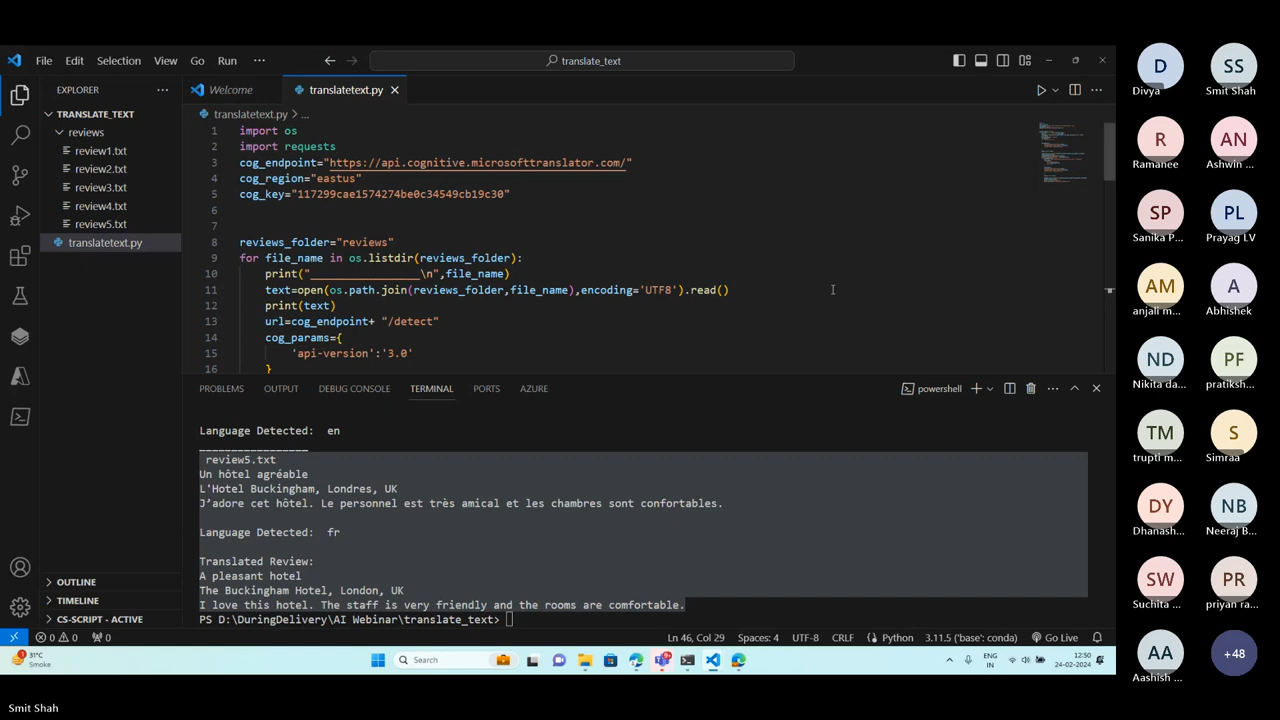 File Edit Selection View Go Run ···
translate_text
EXPLORER ···
TRANSLATE_TEXT
reviews
review1.txt
review2.txt
review3.txt
review4.txt
review5.txt
translatetext.py
OUTLINE
TIMELINE
CS-SCRIPT - ACTIVE
Welcome
translatetext.py
translatetext.py > ...
1 import os
2 import requests
3 cog_endpoint="https://api.cognitive.microsofttranslator.com/"
4 cog_region="eastus"
5 cog_key="117299cae1574274be0c34549cb19c30"
6
7
8 reviews_folder="reviews"
9 for file_name in os.listdir(reviews_folder):
10 print("_________________\n",file_name)
11 text=open(os.path.join(reviews_folder,file_name),encoding='UTF8').read()
12 print(text)
13 url=cog_endpoint+ "/detect"
14 cog_params={
15 'api-version':'3.0'
16 }
PROBLEMS OUTPUT DEBUG CONSOLE TERMINAL PORTS AZURE
powershell
Language Detected: en
_________________
review5.txt
Un hôtel agréable
L'Hotel Buckingham, Londres, UK
J’adore cet hôtel. Le personnel est très amical et les chambres sont confortables.
Language Detected: fr
Translated Review:
A pleasant hotel
The Buckingham Hotel, London, UK
I love this hotel. The staff is very friendly and the rooms are comfortable.
PS D:\DuringDelivery\AI Webinar\translate_text>
0 0 0
Ln 46, Col 29 Spaces: 4 UTF-8 CRLF Python 3.11.5 ('base': conda) Go Live
31°C
Smoke
Search
ENG
IN
12:50
24-02-2024
D
Divya
SS
Smit Shah
R
Ramanee
AN
Ashwin ...
SP
Sanika P...
PL
Prayag LV
AM
anjali m...
A
Abhishek
ND
Nikita da...
PF
pratiksh...
TM
trupti m...
S
Simraa
DY
Dhanash...
NB
Neeraj B...
SW
Suchita ...
PR
priyan ra...
AA
Aashish ...
+48
Smit Shah